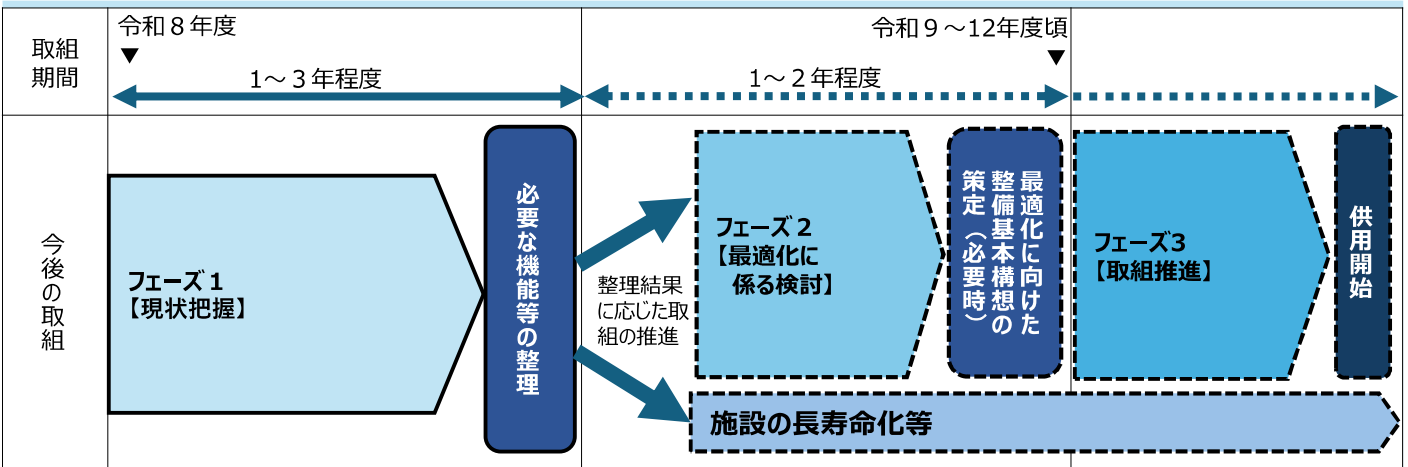 取組
期間
令和８年度
▼
1～３年程度
令和９～12年度頃
▼
1～２年程度
今後の取組
フェーズ１
【現状把握】
必要な機能等の整理
整理結果
に応じた取
組の推進
フェーズ２
【最適化に
係る検討】
最適化に向けた
整備基本構想の
策定（必要時）
フェーズ3
【取組推進】
供用開始
施設の長寿命化等